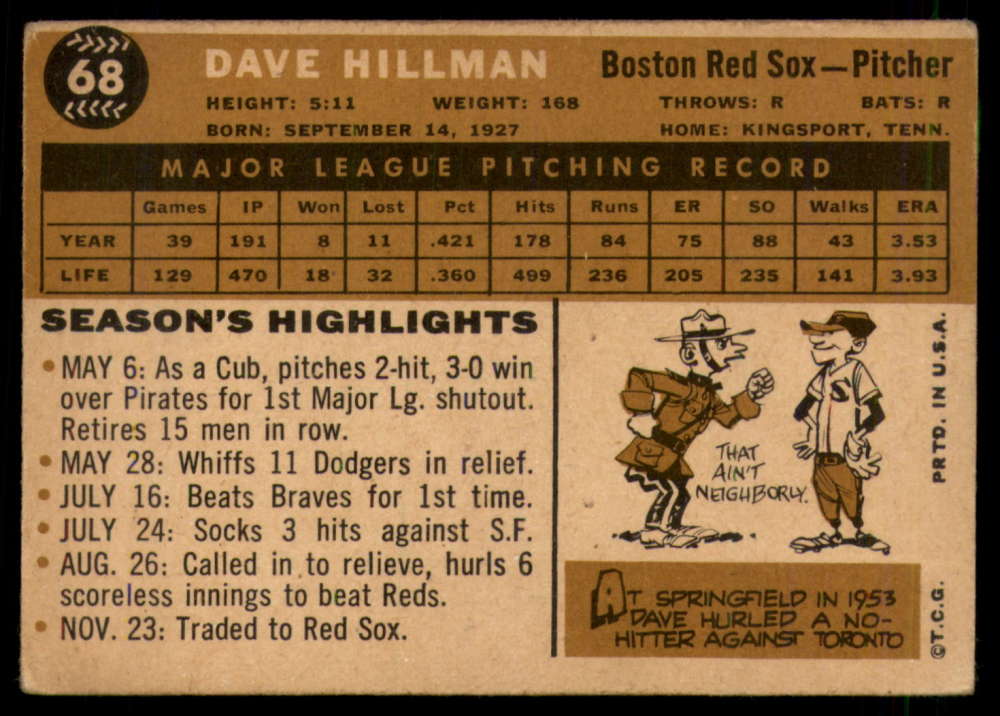 68
DAVE HILLMAN
Boston Red Sox—Pitcher
HEIGHT: 5:11 WEIGHT: 168 THROWS: R BATS: R
BORN: SEPTEMBER 14, 1927 HOME: KINGSPORT, TENN.
MAJOR LEAGUE PITCHING RECORD
Games IP Won Lost Pct Hits Runs ER SO Walks ERA
YEAR 39 191 8 11 .421 178 84 75 88 43 3.53
LIFE 129 470 18 32 .360 499 236 205 235 141 3.93
SEASON'S HIGHLIGHTS
• MAY 6: As a Cub, pitches 2-hit, 3-0 win
over Pirates for 1st Major Lg. shutout.
Retires 15 men in row.
• MAY 28: Whiffs 11 Dodgers in relief.
• JULY 16: Beats Braves for 1st time.
• JULY 24: Socks 3 hits against S.F.
• AUG. 26: Called in to relieve, hurls 6
scoreless innings to beat Reds.
• NOV. 23: Traded to Red Sox.
S
THAT
AIN'T
NEIGHBORLY.
AT SPRINGFIELD IN 1953
DAVE HURLED A NO-
HITTER AGAINST TORONTO
PRTD. IN U.S.A.
©T.C.G.